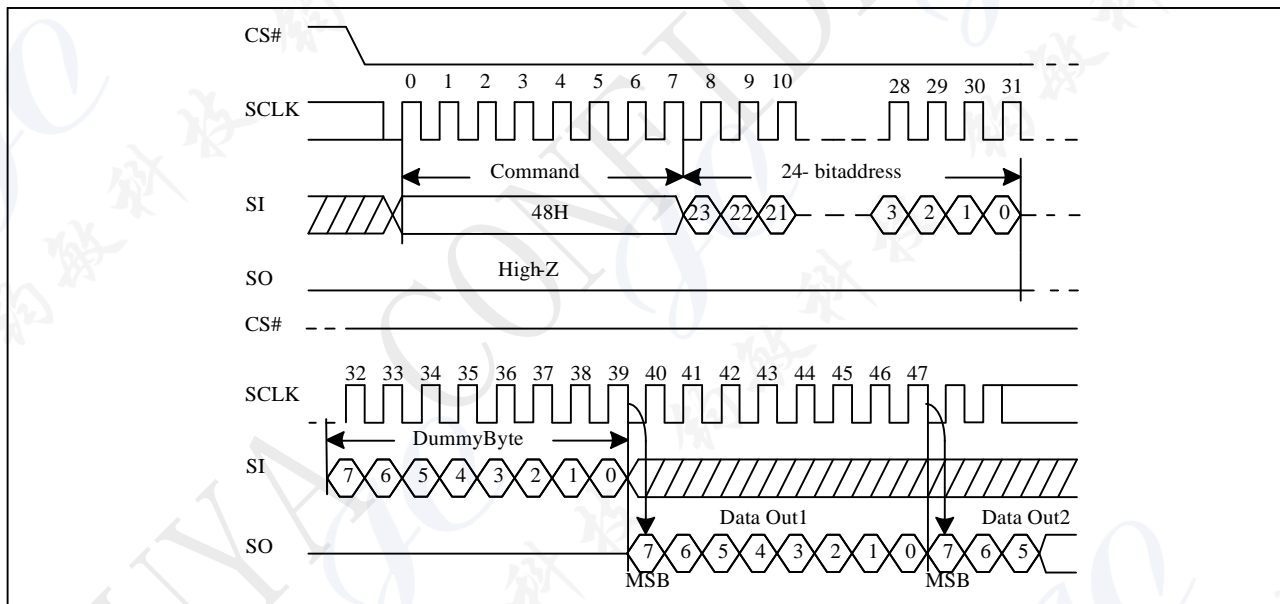 CS#
0 1 2 3 4 5 6 7 8 9 10 28 29 30 31
SCLK
Command 24- bitaddress
SI 48H 23 22 21 3 2 1 0
High-Z
SO
CS#
32 33 34 35 36 37 38 39 40 41 42 43 44 45 46 47
SCLK
DummyByte
SI 7 6 5 4 3 2 1 0
Data Out1 Data Out2
SO 7 6 5 4 3 2 1 0 7 6 5
MSB MSB
UYA CONFID